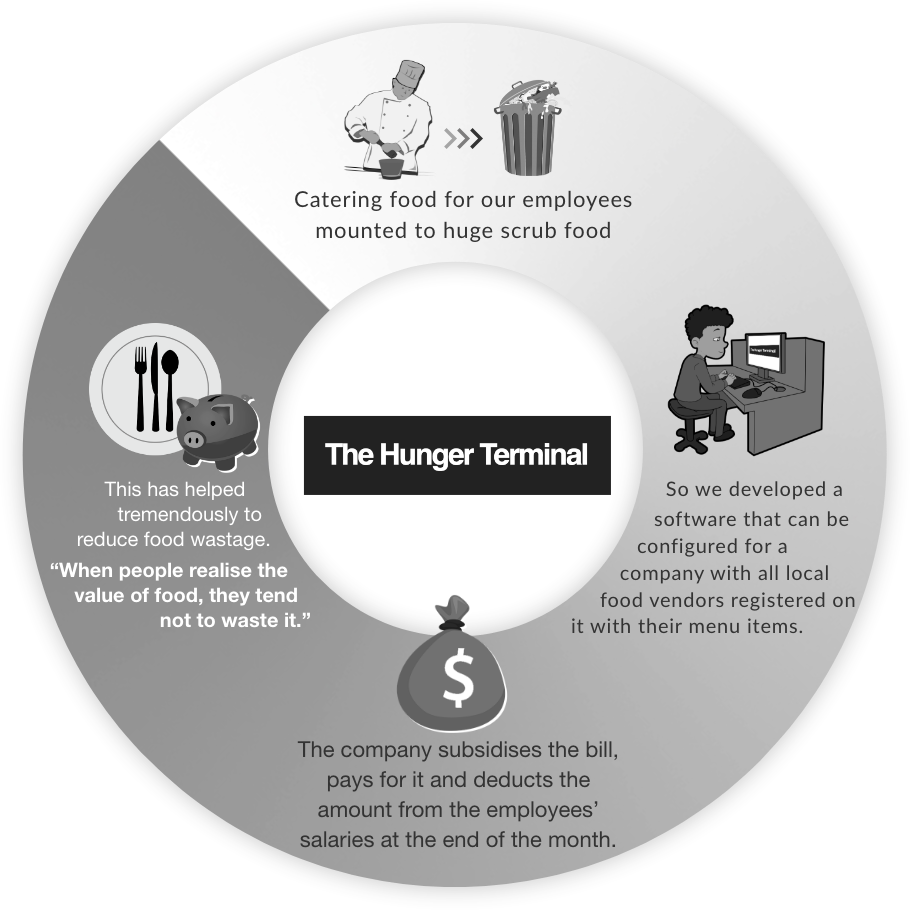 Catering food for our employees
mounted to huge scrub food
The Hunger Terminal
So we developed a
software that can be
configured for a
company with all local
food vendors registered on
it with their menu items.
$
The company subsidises the bill,
pays for it and deducts the
amount from the employees’
salaries at the end of the month.
This has helped
tremendously to
reduce food wastage.
“When people realise the
value of food, they tend
not to waste it.”
The Hunger Terminal